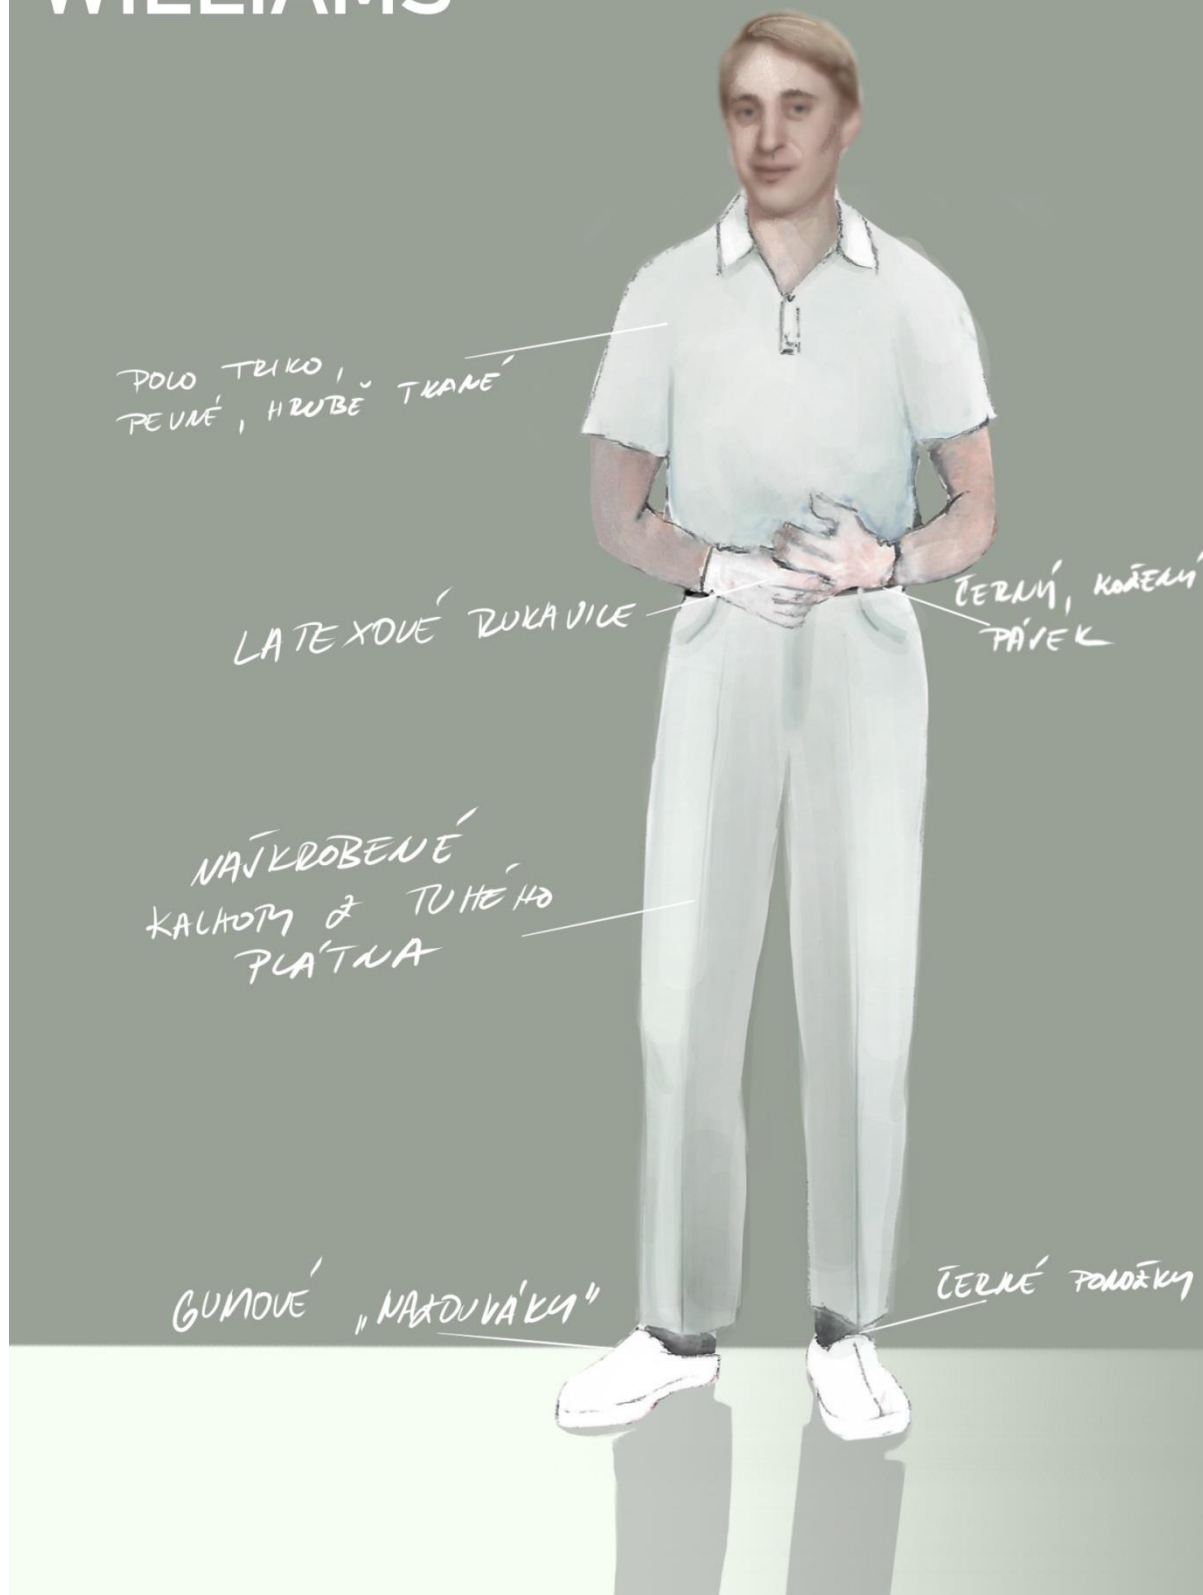 WILLIAMS
POLO TRIKO,
PEVNÉ, HRUBĚ TKANÉ
LATEXOVÉ RUKAVICE
ČERNÝ, KOŽENÝ
PÁSEK
NAŠKROBENÉ
KALHOTY Z TUHÉHO
PLÁTNA
GUMOVÉ „NAZOUVÁKY“
ČERNÉ PONOŽKY